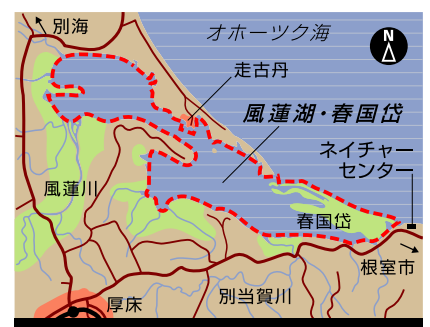 別海
オホーツク海
N
走古丹
風蓮湖・春国岱
ネイチャー
センター
風蓮川
春国岱
根室市
別当賀川
厚床